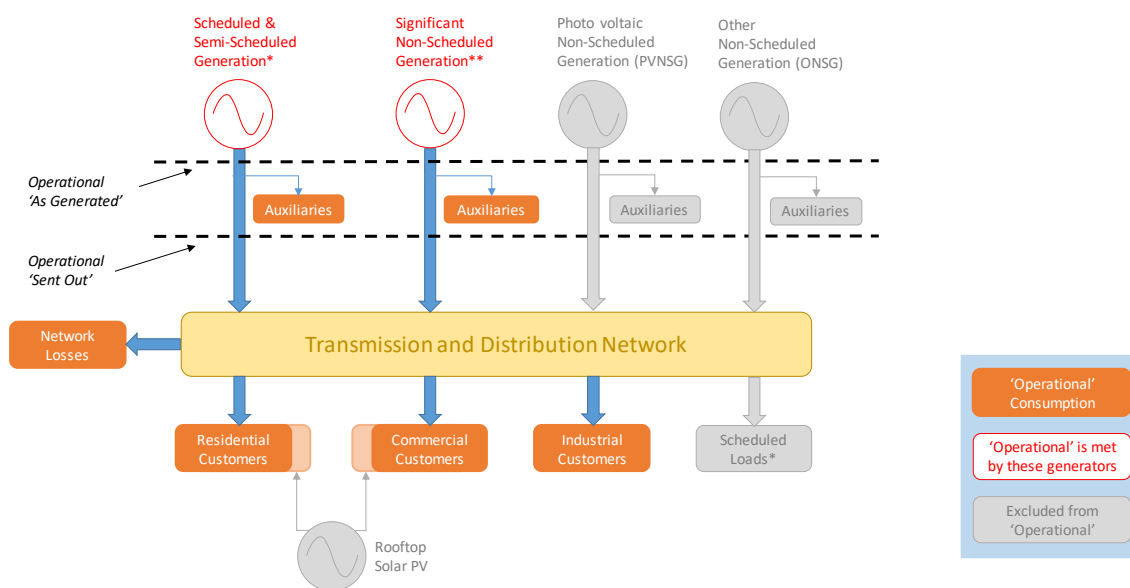 Scheduled &
Semi-Scheduled
Generation*
Significant
Non-Scheduled
Generation**
Photo voltaic
Non-Scheduled
Generation (PVNSG)
Other
Non-Scheduled
Generation (ONSG)
Operational
'As Generated'
Auxiliaries
Auxiliaries
Auxiliaries
Auxiliaries
Operational
'Sent Out'
Network
Losses
Transmission and Distribution Network
Residential
Customers
Commercial
Customers
Industrial
Customers
Scheduled
Loads*
Rooftop
Solar PV
'Operational'
Consumption
'Operational' is met
by these generators
Excluded from
'Operational'